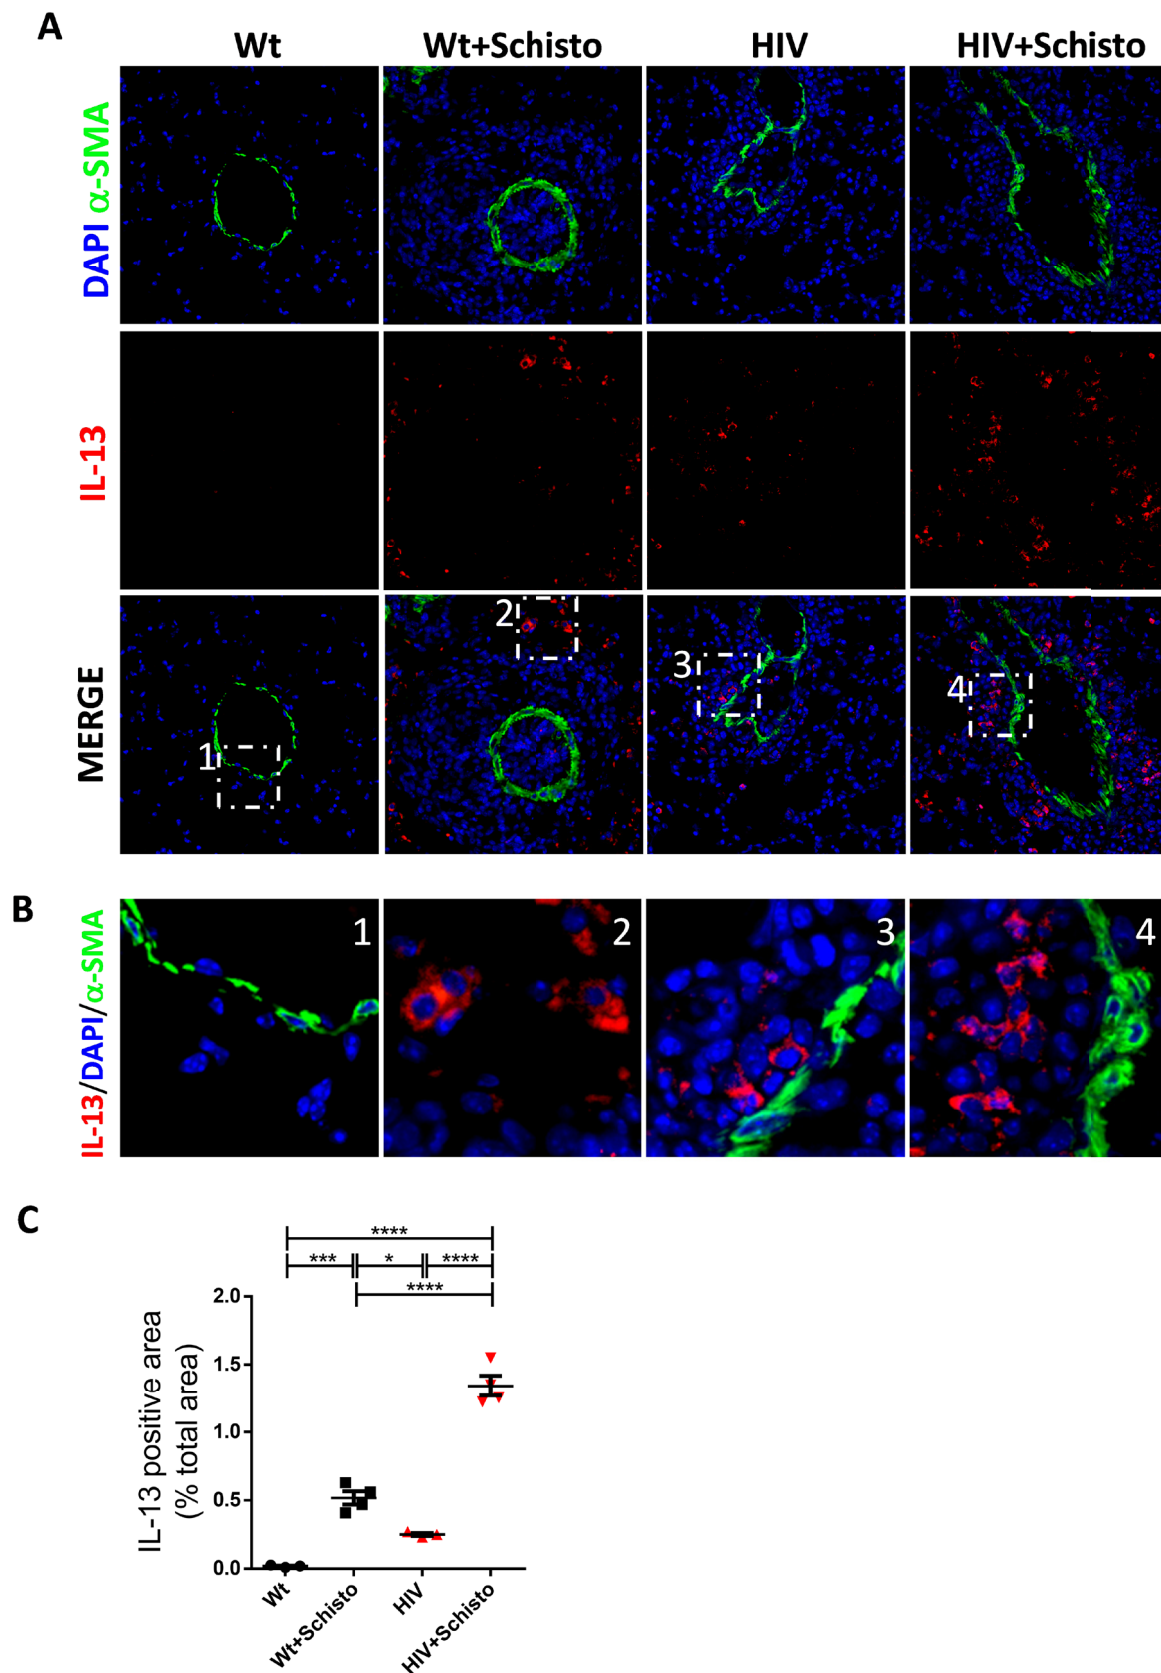 A
Wt
Wt+Schisto
HIV
HIV+Schisto
DAPI α-SMA
IL-13
MERGE
1
2
3
4
B
IL-13/DAPI/α-SMA
1
2
3
4
C
****
***
*
****
****
IL-13 positive area
(% total area)
2.0
1.5
1.0
0.5
0.0
Wt
Wt+Schisto
HIV
HIV+Schisto